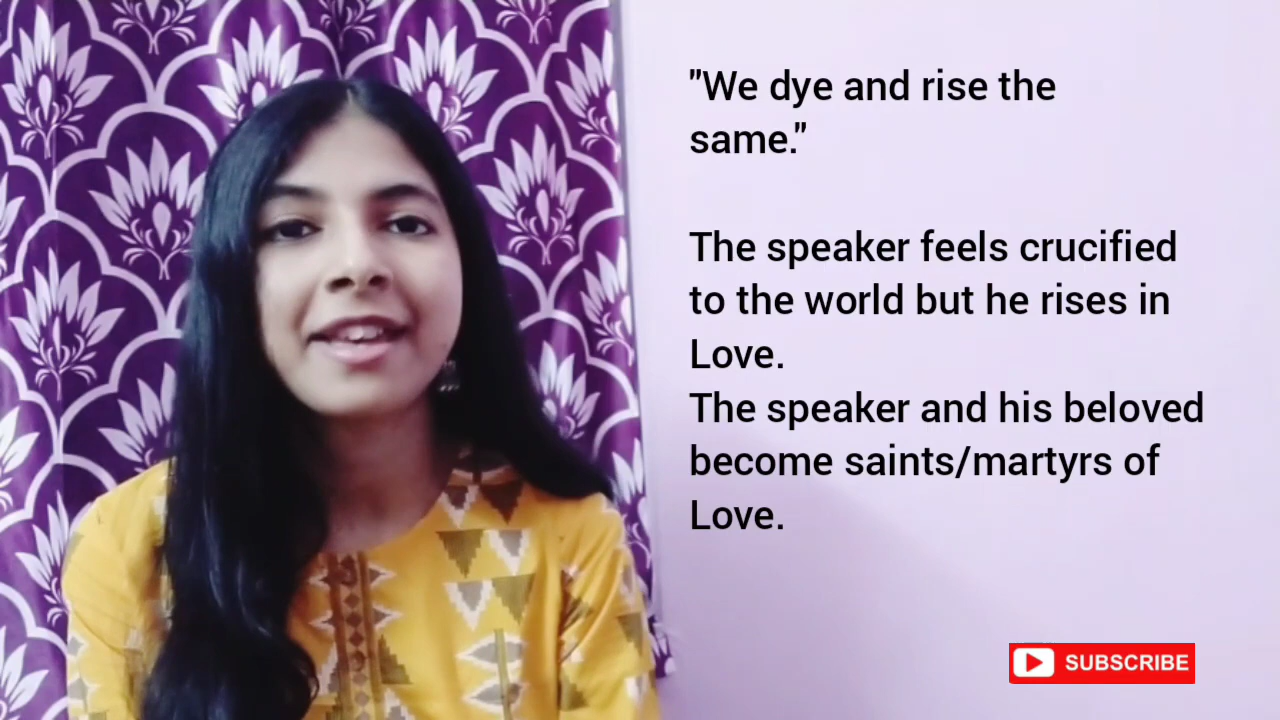 "We dye and rise the
same."
The speaker feels crucified
to the world but he rises in
Love.
The speaker and his beloved
become saints/martyrs of
Love.
SUBSCRIBE